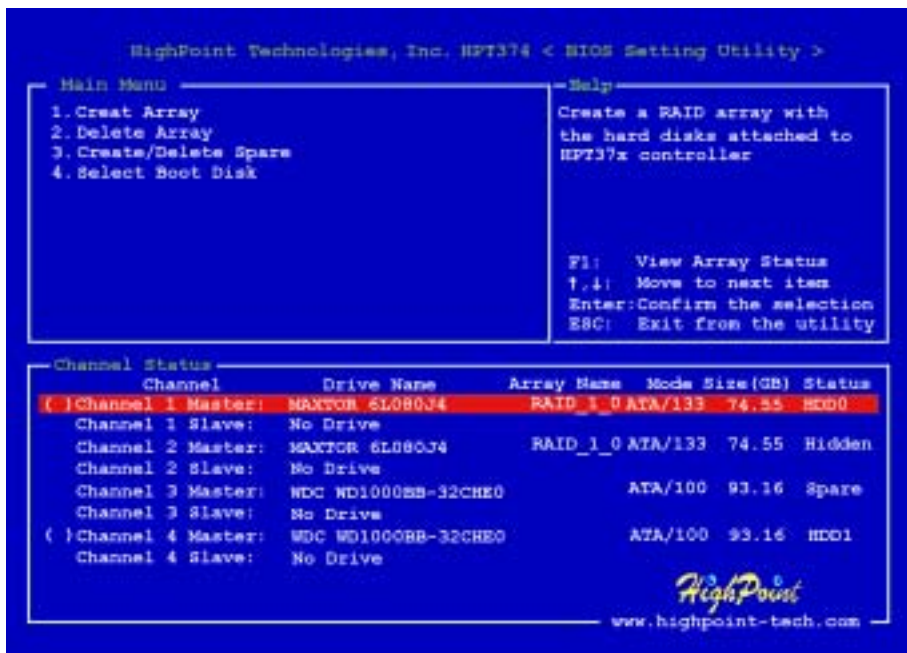 HighPoint Technologies, Inc. HPT374 < BIOS Setting Utility >
Main Menu
1.Creat Array
2.Delete Array
3.Create/Delete Spare
4.Select Boot Disk
Help
Create a RAID array with
the hard disks attached to
HPT37x controller
F1: View Array Status
↑,↓: Move to next item
Enter:Confirm the selection
ESC: Exit from the utility
Channel Status
Channel Drive Name Array Name Mode Size(GB) Status
( )Channel 1 Master: MAXTOR 6L080J4 RAID_1_0 ATA/133 74.55 HDD0
Channel 1 Slave: No Drive
Channel 2 Master: MAXTOR 6L080J4 RAID_1_0 ATA/133 74.55 Hidden
Channel 2 Slave: No Drive
Channel 3 Master: WDC WD1000BB-32CHE0 ATA/100 93.16 Spare
Channel 3 Slave: No Drive
( )Channel 4 Master: WDC WD1000BB-32CHE0 ATA/100 93.16 HDD1
Channel 4 Slave: No Drive
HighPoint
www.highpoint-tech.com